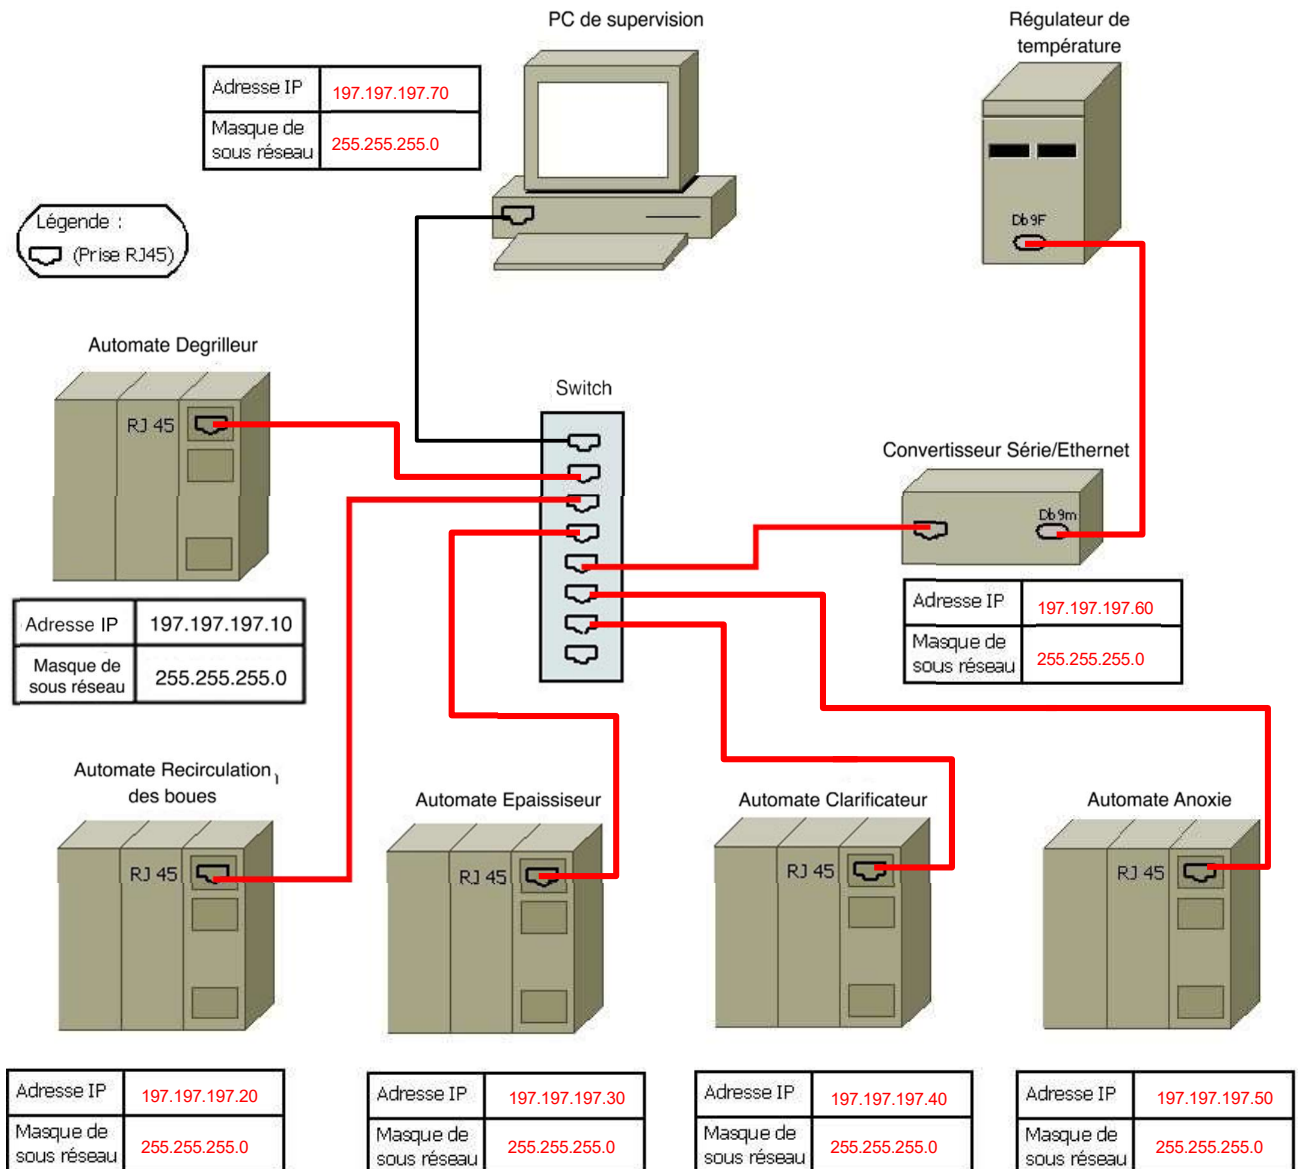 PC de supervision
Régulateur de
température
Adresse IP
197.197.197.70
Masque de
sous réseau
255.255.255.0
Légende :
(Prise RJ45)
Db9F
Automate Degrilleur
RJ 45
Switch
Convertisseur Série/Ethernet
Db9m
Adresse IP
197.197.197.10
Masque de
sous réseau
255.255.255.0
Adresse IP
197.197.197.60
Masque de
sous réseau
255.255.255.0
Automate Recirculation
des boues
RJ 45
Automate Epaissiseur
RJ 45
Automate Clarificateur
RJ 45
Automate Anoxie
RJ 45
Adresse IP
197.197.197.20
Masque de
sous réseau
255.255.255.0
Adresse IP
197.197.197.30
Masque de
sous réseau
255.255.255.0
Adresse IP
197.197.197.40
Masque de
sous réseau
255.255.255.0
Adresse IP
197.197.197.50
Masque de
sous réseau
255.255.255.0